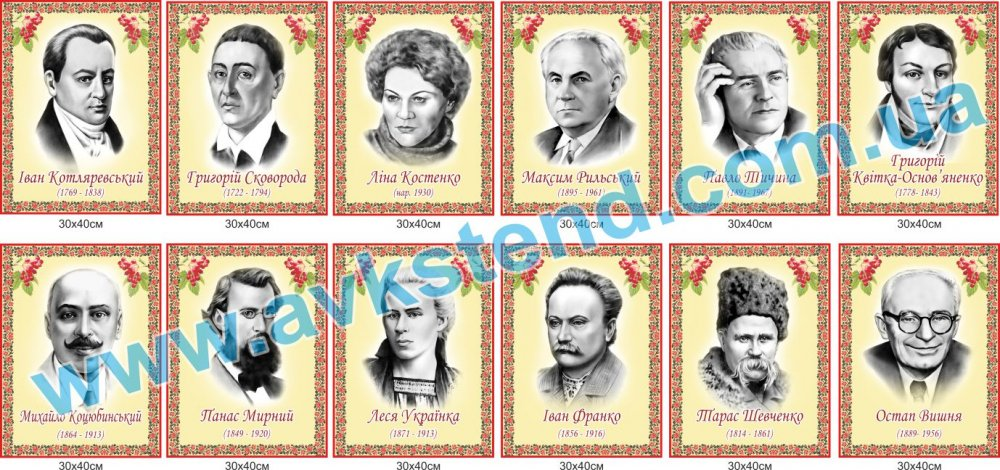 Іван Котляревський
(1769 - 1838)
30х40см
Григорій Сковорода
(1722 - 1794)
30х40см
Ліна Костенко
(нар. 1930)
30х40см
Максим Рильський
(1895 - 1961)
30х40см
Павло Тичина
(1891- 1967)
30х40см
Григорій
Квітка-Основ'яненко
(1778- 1843)
30х40см
Михайло Коцюбинський
(1864 - 1913)
30х40см
Панас Мирний
(1849 - 1920)
30х40см
Леся Українка
(1871 - 1913)
30х40см
Іван Франко
(1856 - 1916)
30х40см
Тарас Шевченко
(1814 - 1861)
30х40см
Остап Вишня
(1889- 1956)
30х40см
www.avkstend.com.ua